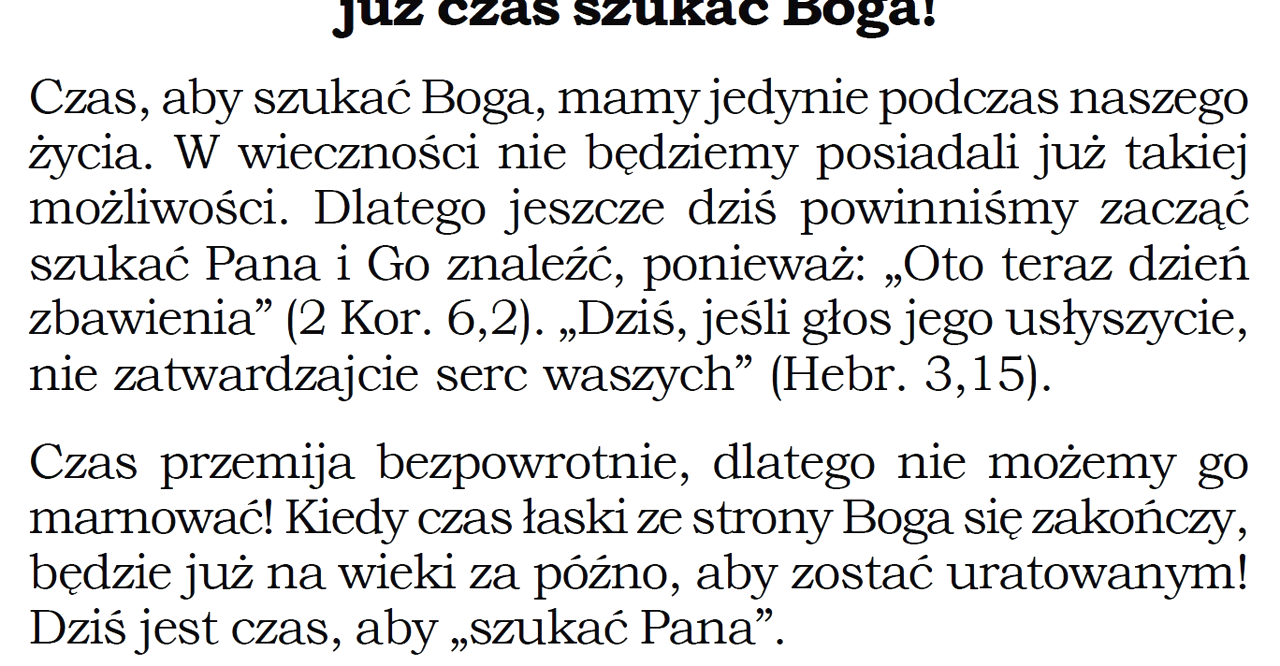 już czas szukać Boga!
Czas, aby szukać Boga, mamy jedynie podczas naszego
życia. W wieczności nie będziemy posiadali już takiej
możliwości. Dlatego jeszcze dziś powinniśmy zacząć
szukać Pana i Go znaleźć, ponieważ: „Oto teraz dzień
zbawienia” (2 Kor. 6,2). „Dziś, jeśli głos jego usłyszycie,
nie zatwardzajcie serc waszych” (Hebr. 3,15).
Czas przemija bezpowrotnie, dlatego nie możemy go
marnować! Kiedy czas łaski ze strony Boga się zakończy,
będzie już na wieki za późno, aby zostać uratowanym!
Dziś jest czas, aby „szukać Pana”.